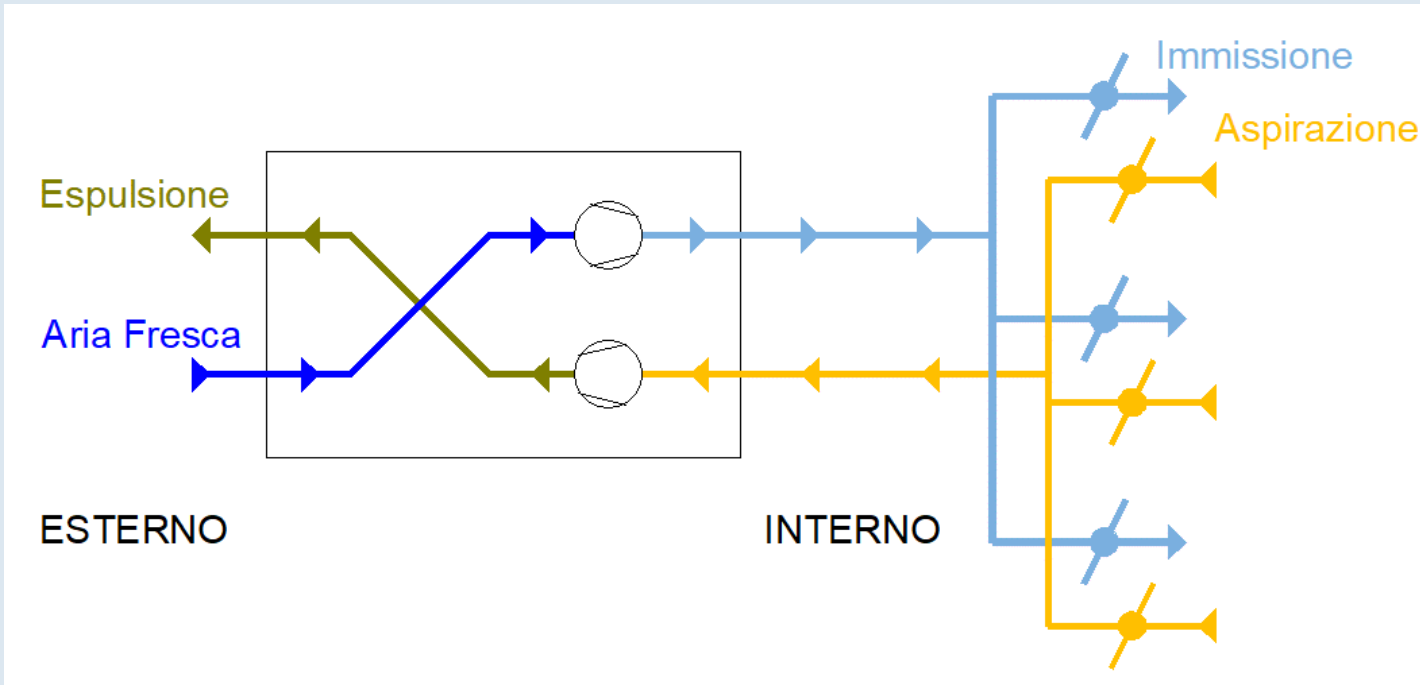 Immissione
Aspirazione
Espulsione
Aria Fresca
ESTERNO
INTERNO